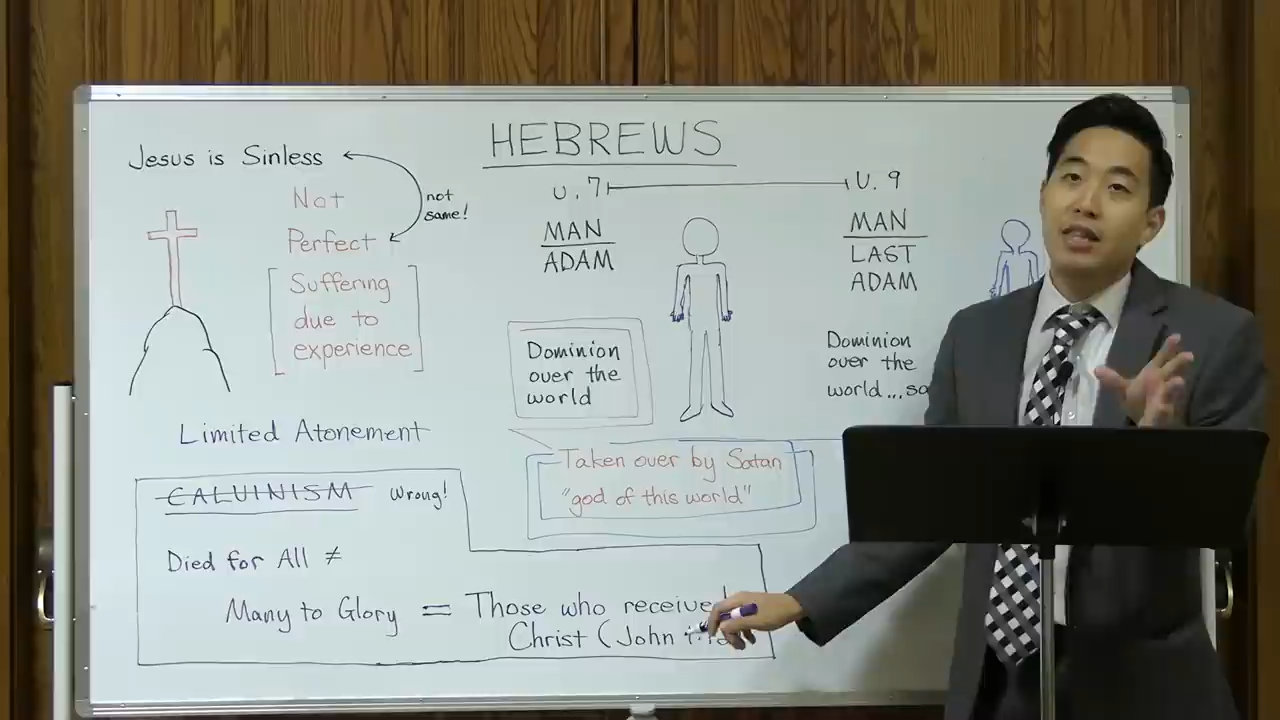 HEBREWS
Jesus is Sinless
Not
Perfect
not
same!
Suffering
due to
experience
Limited Atonement
CALVINISM Wrong!
Died for All ≠
Many to Glory = Those who received
Christ (John
v. 7
MAN
ADAM
Dominion
over the
world
Taken over by Satan
"god of this world"
v. 9
MAN
LAST
ADAM
Dominion
over the
world...